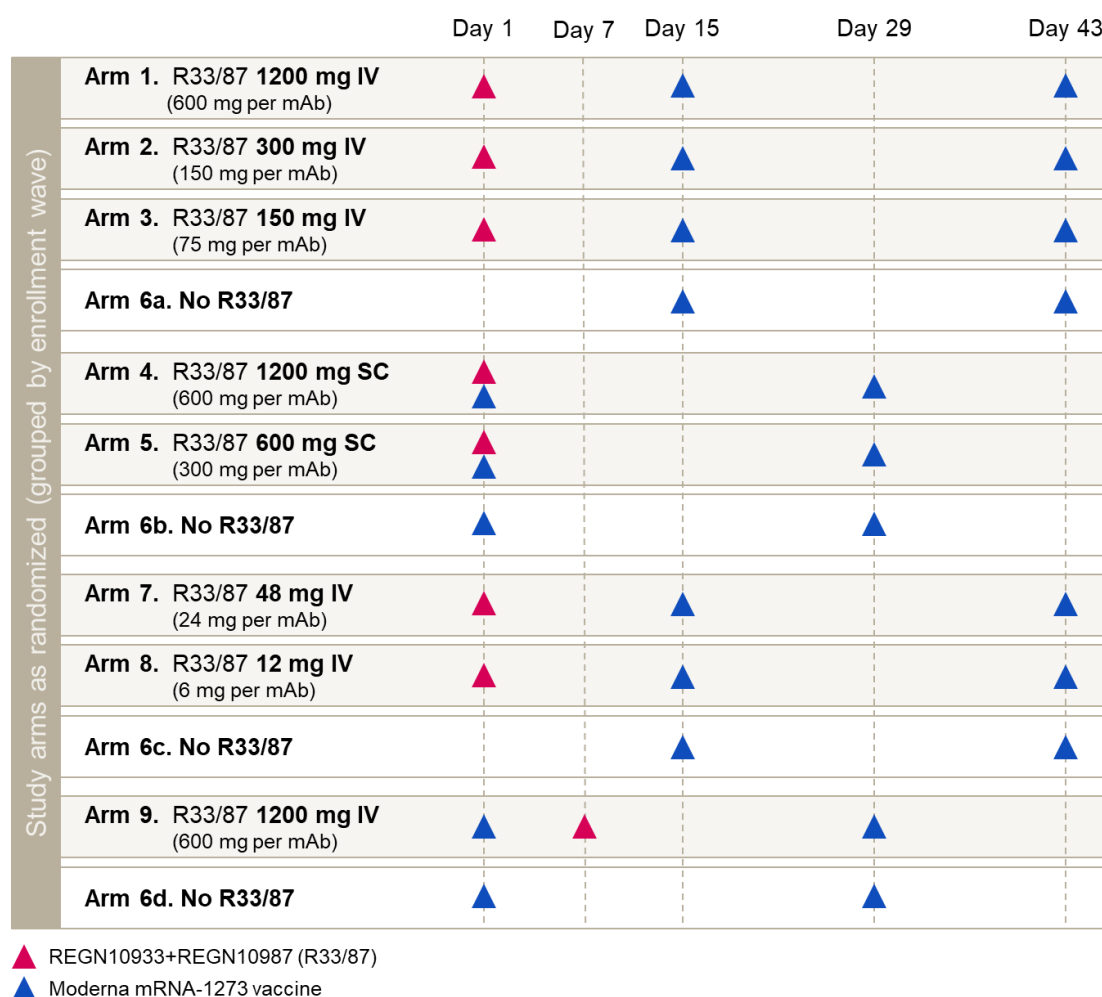 Day 1 Day 7 Day 15 Day 29 Day 43
Study arms as randomized (grouped by enrollment wave)
Arm 1. R33/87 1200 mg IV
(600 mg per mAb)
Arm 2. R33/87 300 mg IV
(150 mg per mAb)
Arm 3. R33/87 150 mg IV
(75 mg per mAb)
Arm 6a. No R33/87
Arm 4. R33/87 1200 mg SC
(600 mg per mAb)
Arm 5. R33/87 600 mg SC
(300 mg per mAb)
Arm 6b. No R33/87
Arm 7. R33/87 48 mg IV
(24 mg per mAb)
Arm 8. R33/87 12 mg IV
(6 mg per mAb)
Arm 6c. No R33/87
Arm 9. R33/87 1200 mg IV
(600 mg per mAb)
Arm 6d. No R33/87
REGN10933+REGN10987 (R33/87)
Moderna mRNA-1273 vaccine